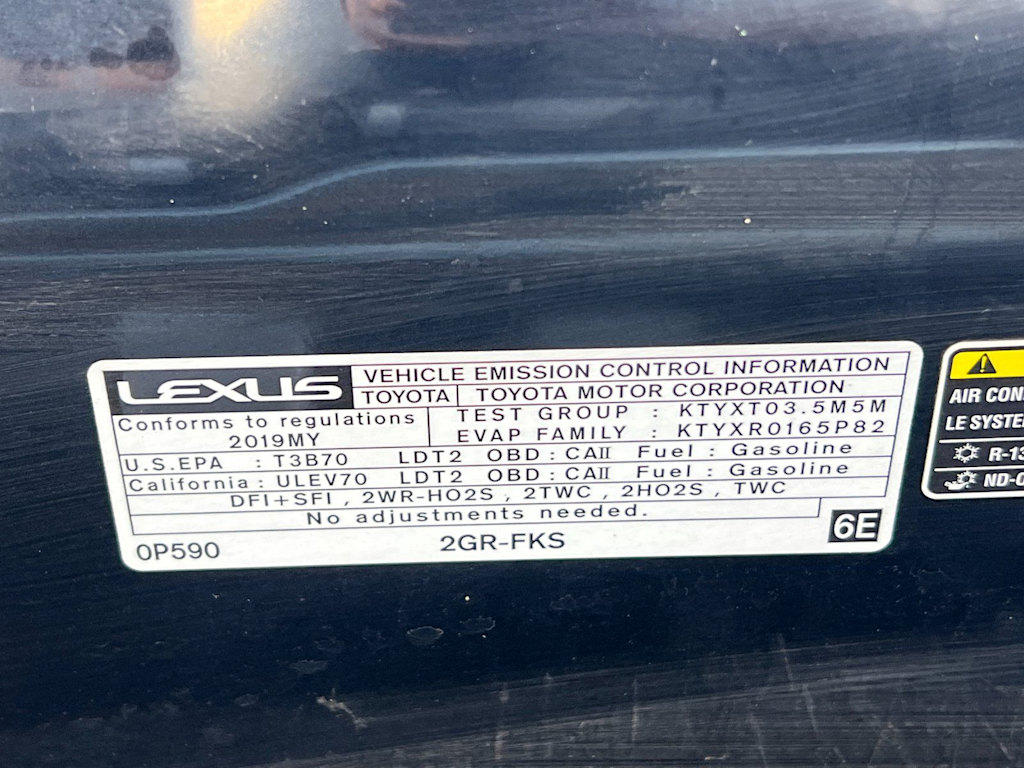 LEXUS
VEHICLE EMISSION CONTROL INFORMATION
TOYOTA TOYOTA MOTOR CORPORATION
Conforms to regulations
2019MY
TEST GROUP : KTYXT03.5M5M
EVAP FAMILY : KTYXR0165P82
U.S.EPA : T3B70 LDT2 OBD : CAII Fuel : Gasoline
California : ULEV70 LDT2 OBD : CAII Fuel : Gasoline
DFI+SFI , 2WR-HO2S , 2TWC , 2HO2S , TWC
No adjustments needed.
0P590 2GR-FKS 6E
AIR CON
LE SYSTE
R-13
ND-O